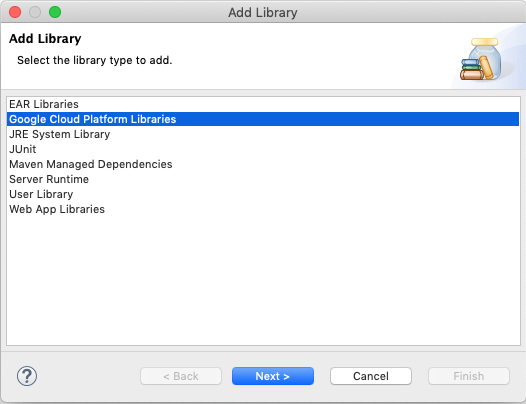 Add Library
Add Library
Select the library type to add.
EAR Libraries
Google Cloud Platform Libraries
JRE System Library
JUnit
Maven Managed Dependencies
Server Runtime
User Library
Web App Libraries
? < Back Next > Cancel Finish